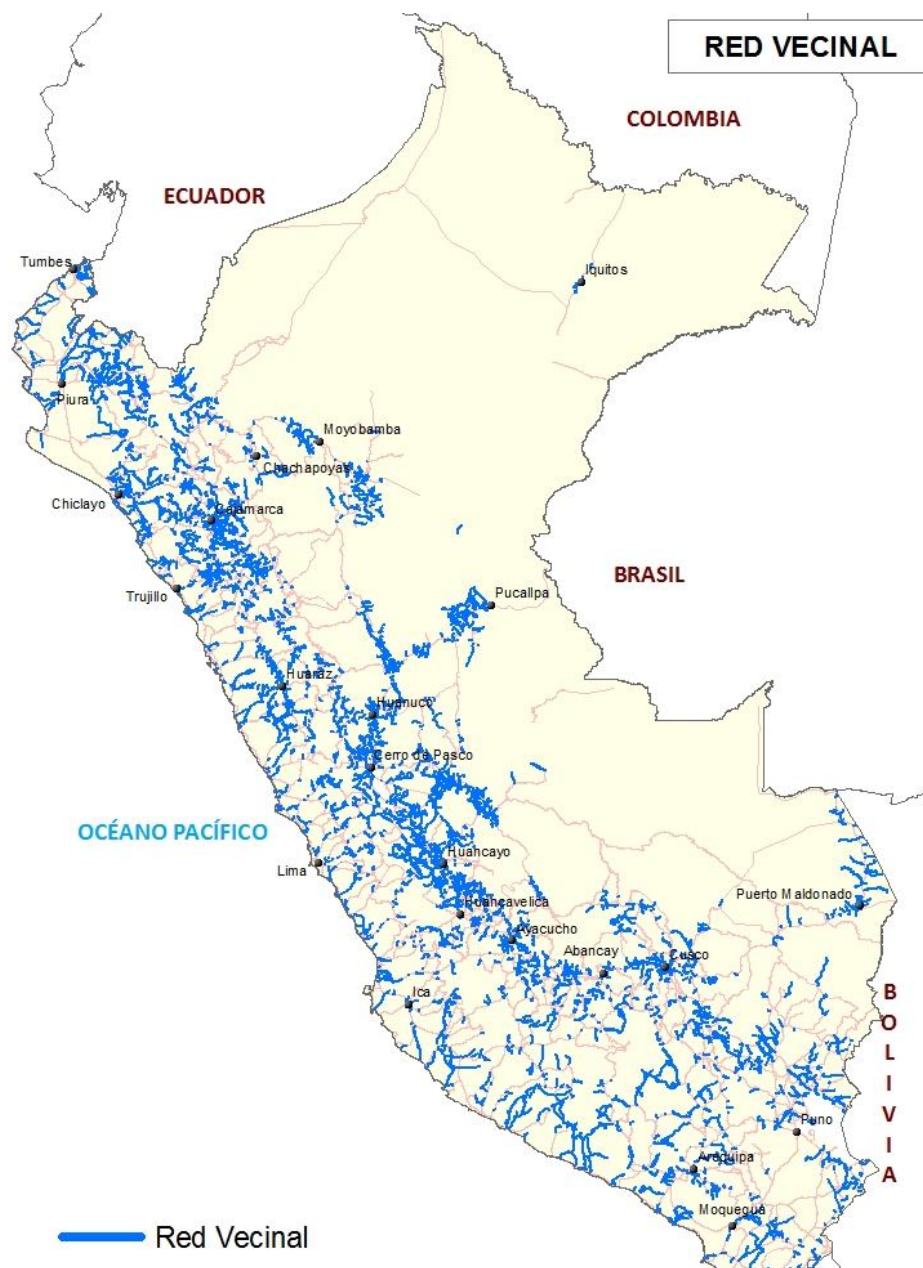 RED VECINAL
COLOMBIA
ECUADOR
Tumbes
Iquitos
Piura
Moyobamba
Chachapoyas
Chiclayo
Cajamarca
BRASIL
Trujillo
Pucallpa
Huaraz
Huanuco
Cerro de Pasco
OCÉANO PACÍFICO
Lima
Huancayo
Puerto Maldonado
Huancavelica
Ayacucho
Abancay
Cusco
Ica
BOLIVIA
Puno
Arequipa
Moquegua
Red Vecinal